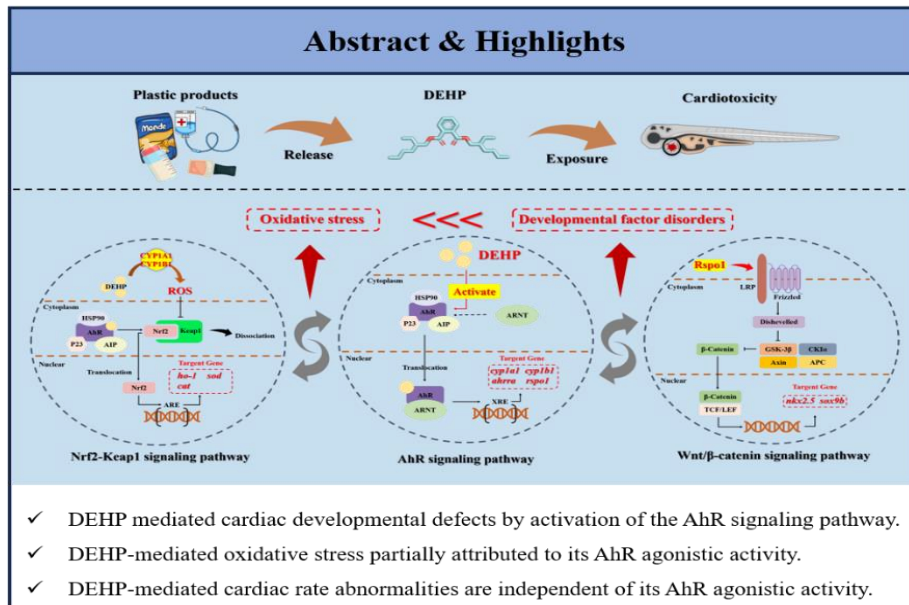 Abstract & Highlights
Plastic products
DEHP
Cardiotoxicity
Monde
Release
Exposure
Oxidative stress
<<<
Developmental factor disorders
CYP1A1
CYP1B1
DEHP
ROS
Cytoplasm
HSP90
AhR
P23
AIP
Nrf2
Keap1
Dissociation
Nuclear
Translocation
Nrf2
ARE
Targent Gene
ho-1 sod
cat
Nrf2-Keap1 signaling pathway
DEHP
Cytoplasm
Activate
HSP90
AhR
P23
AIP
ARNT
Nuclear
Translocation
AhR
ARNT
XRE
Targent Gene
cyp1a1 cyp1b1
ahrra rspo1
AhR signaling pathway
Rspo1
LRP
Cytoplasm
Frizzled
Dishevelled
β-Catenin
GSK-3β
CK1α
Axin
APC
Nuclear
β-Catenin
TCF/LEF
Targent Gene
nkx2.5 sox9b
Wnt/β-catenin signaling pathway
✓ DEHP mediated cardiac developmental defects by activation of the AhR signaling pathway.
✓ DEHP-mediated oxidative stress partially attributed to its AhR agonistic activity.
✓ DEHP-mediated cardiac rate abnormalities are independent of its AhR agonistic activity.